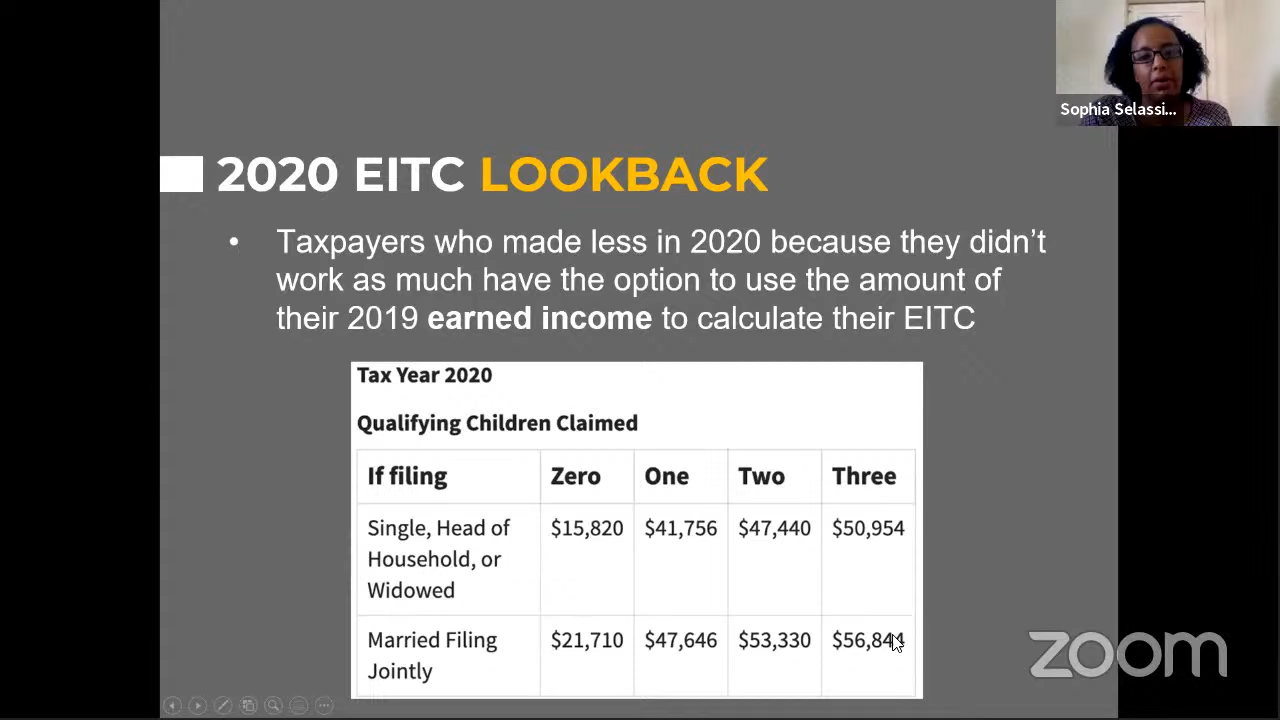 Sophia Selassi...
2020 EITC LOOKBACK
• Taxpayers who made less in 2020 because they didn’t
work as much have the option to use the amount of
their 2019 earned income to calculate their EITC
Tax Year 2020
Qualifying Children Claimed
If filing Zero One Two Three
Single, Head of $15,820 $41,756 $47,440 $50,954
Household, or
Widowed
Married Filing $21,710 $47,646 $53,330 $56,844
Jointly
zoom